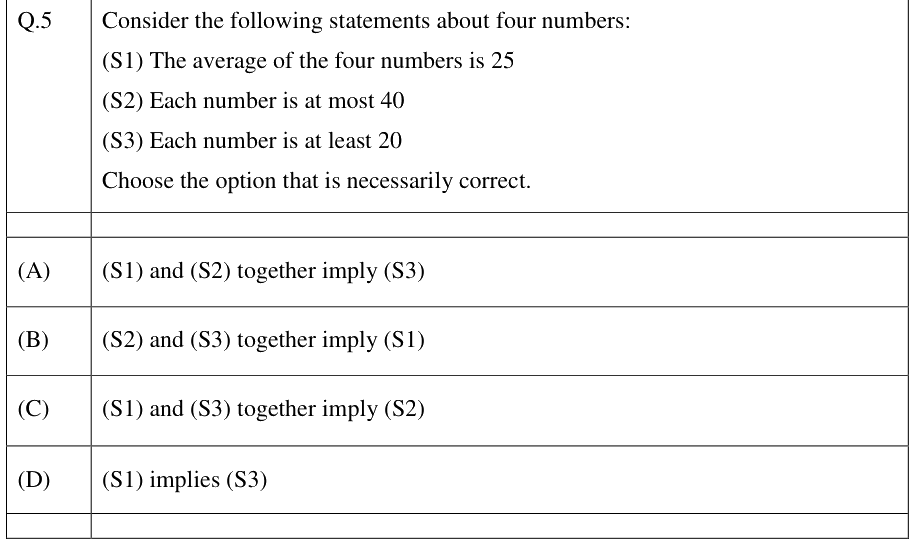 Q.5 Consider the following statements about four numbers:
(S1) The average of the four numbers is 25
(S2) Each number is at most 40
(S3) Each number is at least 20
Choose the option that is necessarily correct.
(A) (S1) and (S2) together imply (S3)
(B) (S2) and (S3) together imply (S1)
(C) (S1) and (S3) together imply (S2)
(D) (S1) implies (S3)